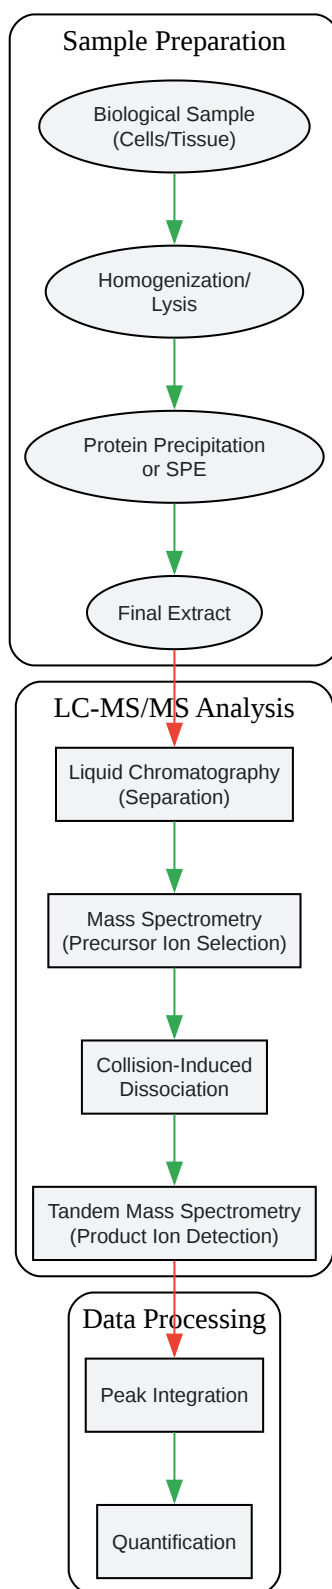 Sample Preparation
Biological Sample
(Cells/Tissue)
Homogenization/
Lysis
Protein Precipitation
or SPE
Final Extract
LC-MS/MS Analysis
Liquid Chromatography
(Separation)
Mass Spectrometry
(Precursor Ion Selection)
Collision-Induced
Dissociation
Tandem Mass Spectrometry
(Product Ion Detection)
Data Processing
Peak Integration
Quantification